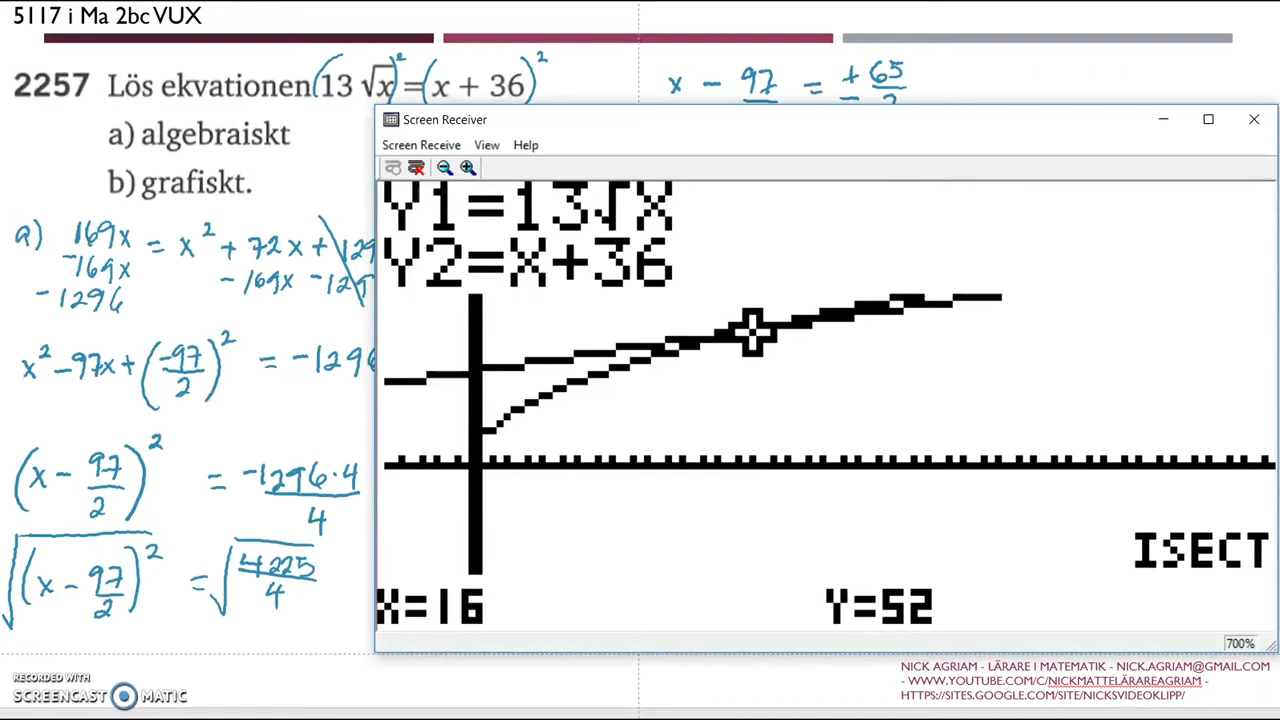 5117 i Ma 2bc VUX
2257 Lös ekvationen (13 √x)² = (x + 36)²
a) algebraiskt
b) grafiskt.
x - 97 = ± 65
2
Screen Receiver
Screen Receive View Help
Y1=13√X
Y2=X+36
ISECT
X=16 Y=52
700%
a) 169x = x² + 72x + 129
-169x - 169x - 129
-1296
x² - 97x + (-97/2)² = -1296
(x - 97/2)² = -1296·4
4
√(x - 97/2)² = √4225/4
RECORDED WITH
SCREENCAST MATIC
NICK AGRIAM - LÄRARE I MATEMATIK - NICK.AGRIAM@GMAIL.COM
- WWW.YOUTUBE.COM/C/NICKMATTELÄRAREAGRIAM -
HTTPS://SITES.GOOGLE.COM/SITE/NICKSVIDEOKLIPP/